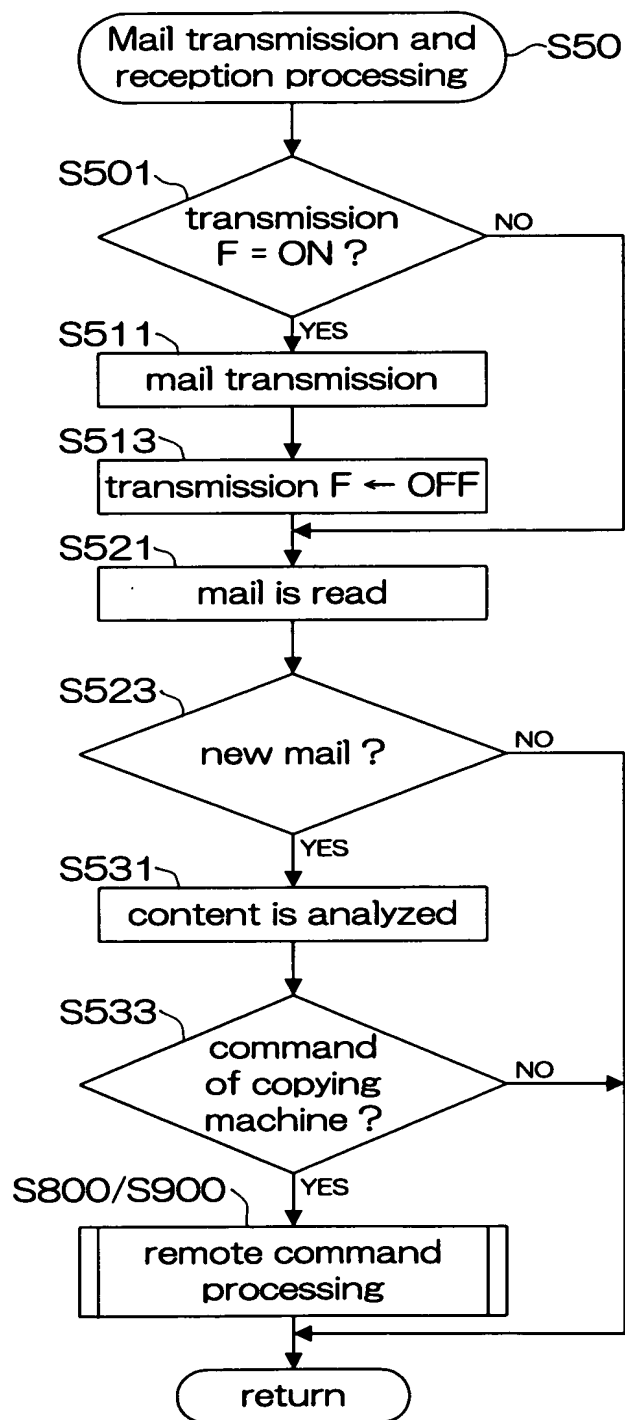 Mail transmission and
reception processing
S50
S501
transmission
F = ON ?
NO
YES
S511
mail transmission
S513
transmission F ← OFF
S521
mail is read
S523
new mail ?
NO
YES
S531
content is analyzed
S533
command
of copying
machine ?
NO
YES
S800/S900
remote command
processing
return